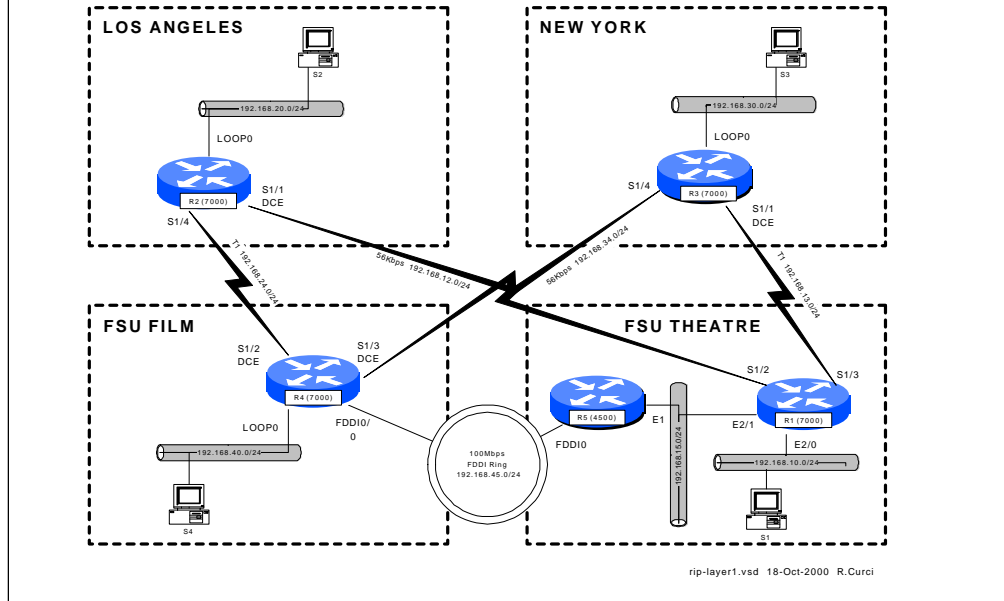 LOS ANGELES
NEW YORK
S2
S3
192.168.20.0/24
192.168.30.0/24
LOOP0
LOOP0
R2 (7000)
S1/1
DCE
S1/4
S1/4
R3 (7000)
S1/1
DCE
T1 192.168.24.0/24
56Kbps 192.168.12.0/24
56Kbps 192.168.34.0/24
T1 192.168.13.0/24
FSU FILM
FSU THEATRE
S1/2
DCE
S1/3
DCE
R4 (7000)
LOOP0
FDDI0/
0
192.168.40.0/24
S4
100Mbps
FDDI Ring
192.168.45.0/24
R5 (4500)
FDDI0
E1
192.168.15.0/24
S1/2
S1/3
R1 (7000)
E2/1
E2/0
192.168.10.0/24
S1
rip-layer1.vsd 18-Oct-2000 R.Curci